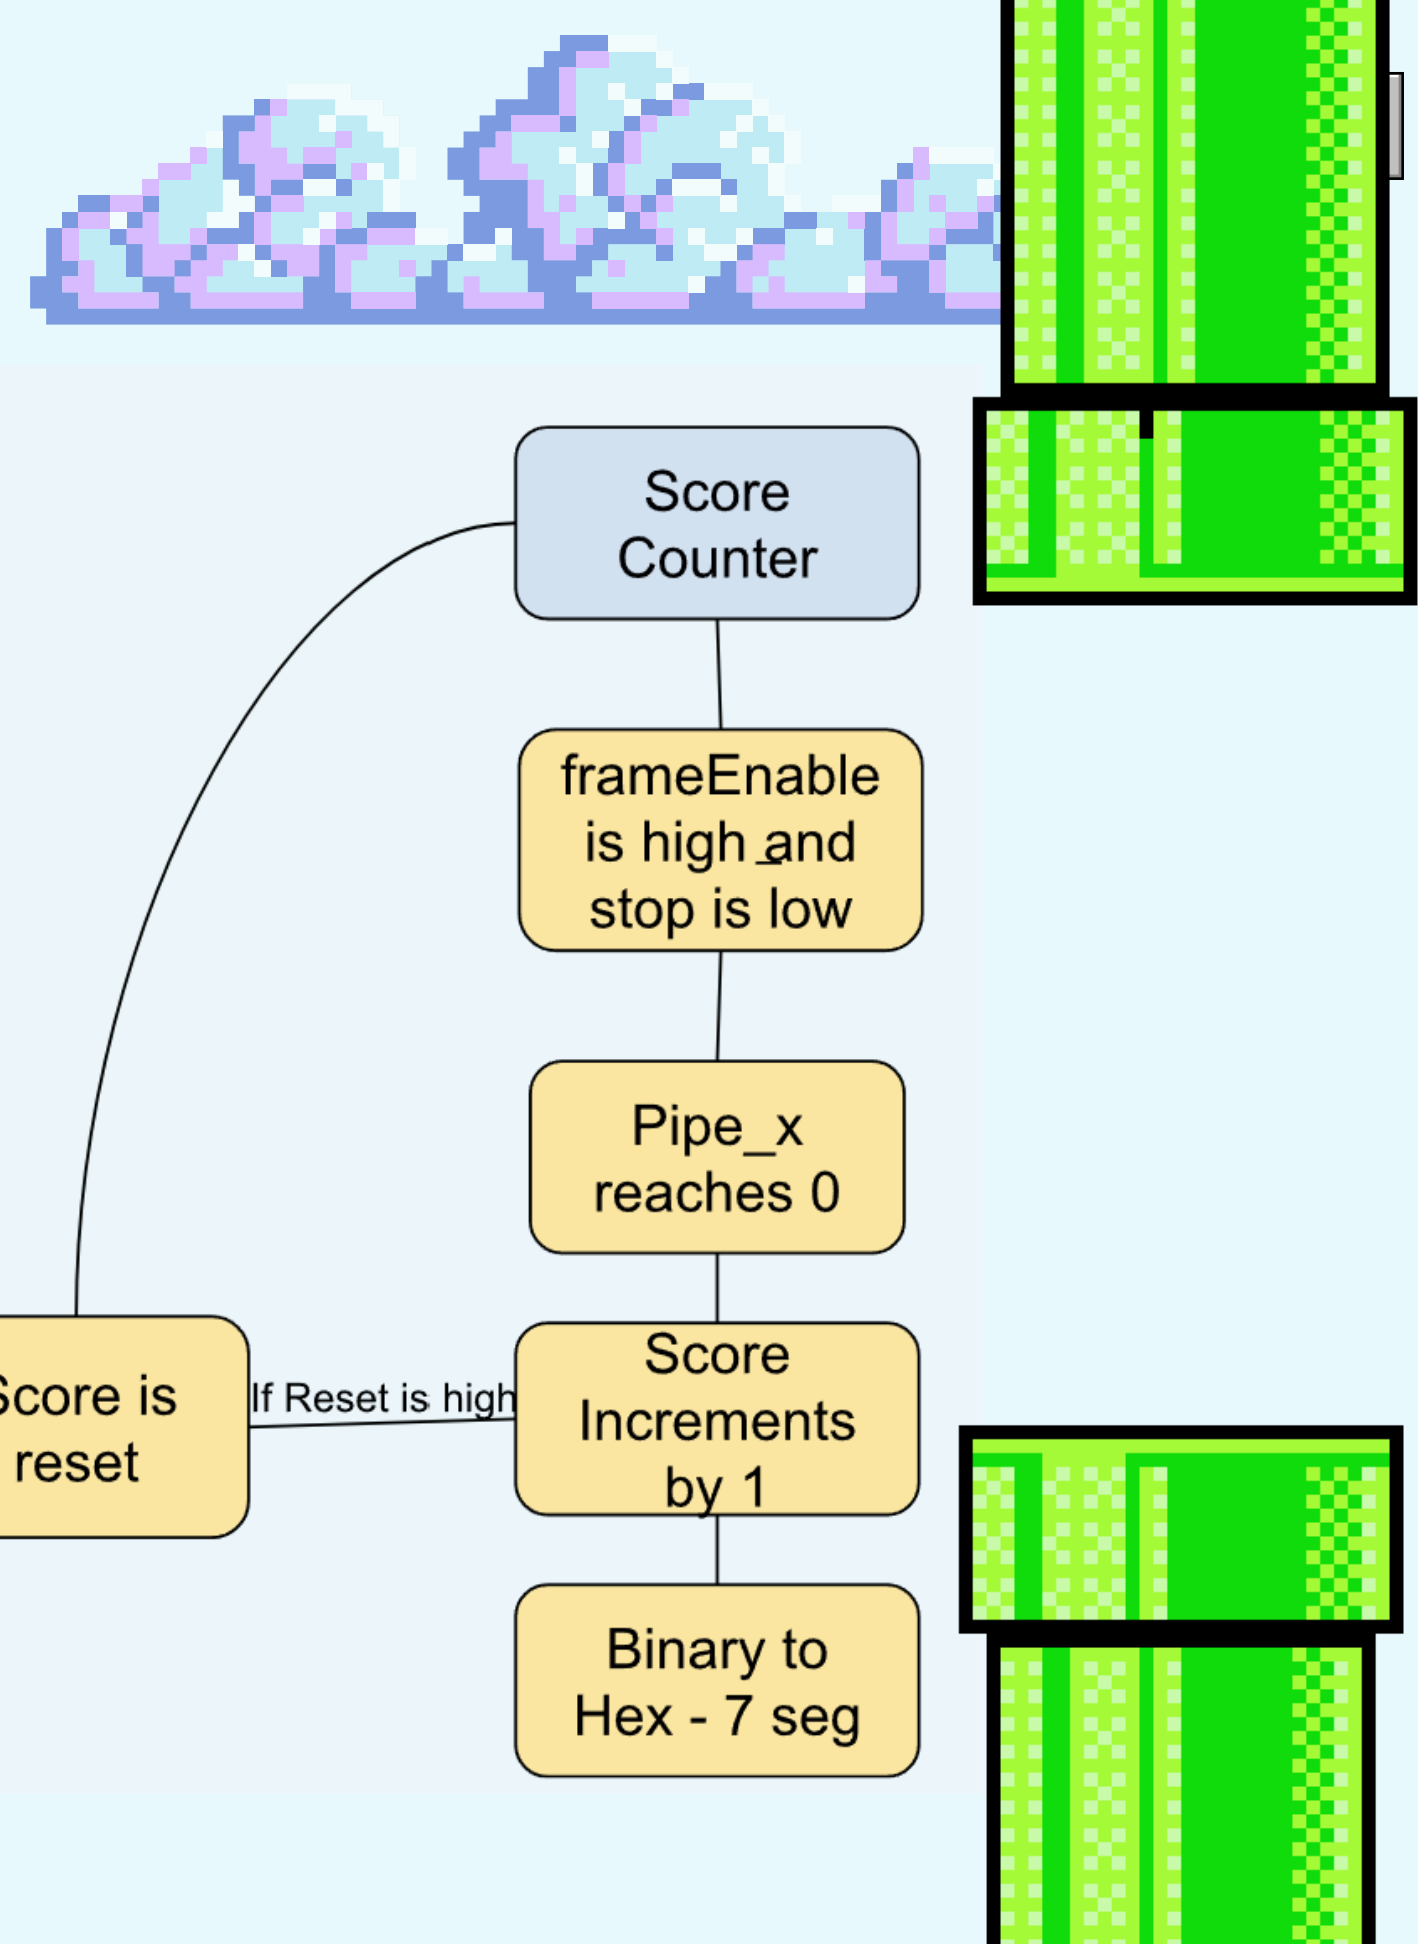 Score
Counter
frameEnable
is high and
stop is low
Pipe_x
reaches 0
Score is
reset
If Reset is high
Score
Increments
by 1
Binary to
Hex - 7 seg